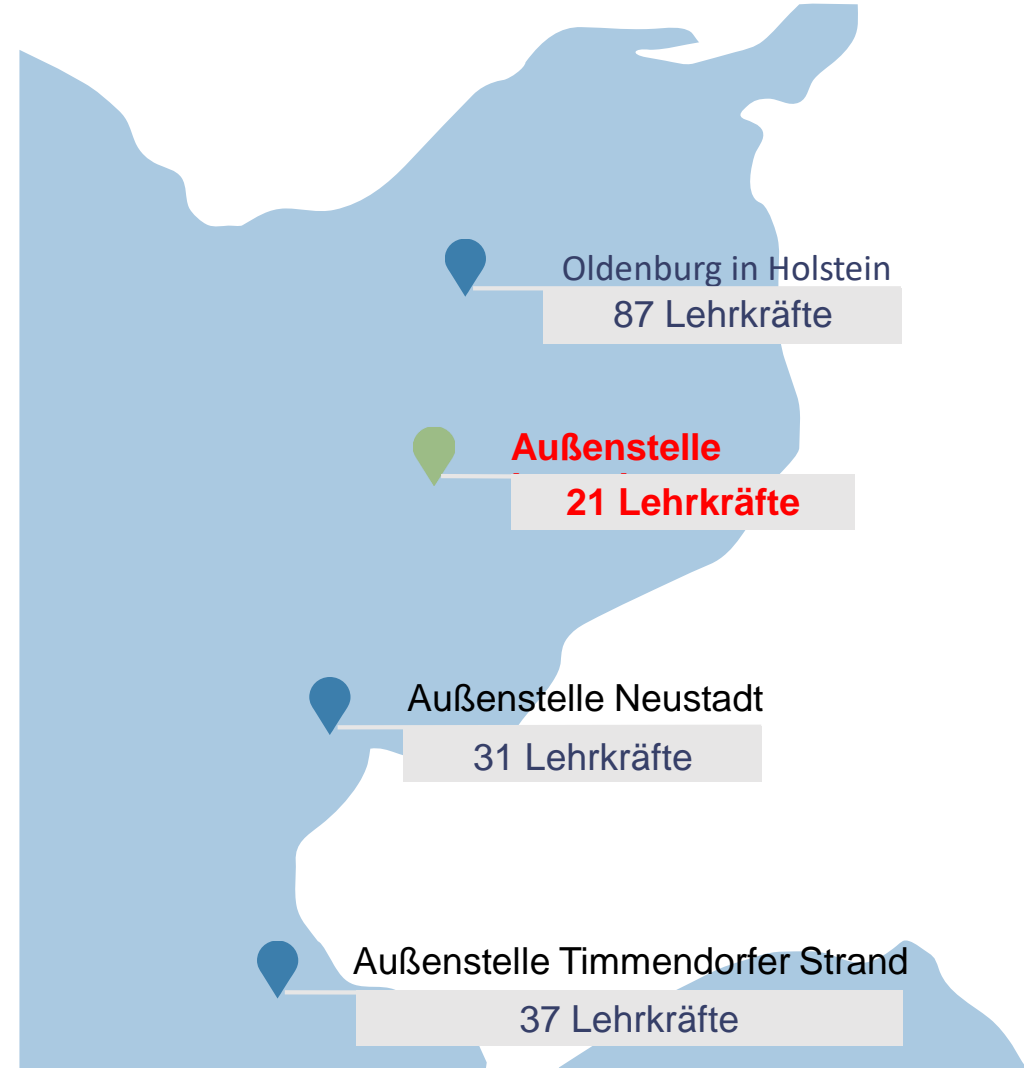 Oldenburg in Holstein
87 Lehrkräfte
Außenstelle
21 Lehrkräfte
Außenstelle Neustadt
31 Lehrkräfte
Außenstelle Timmendorfer Strand
37 Lehrkräfte